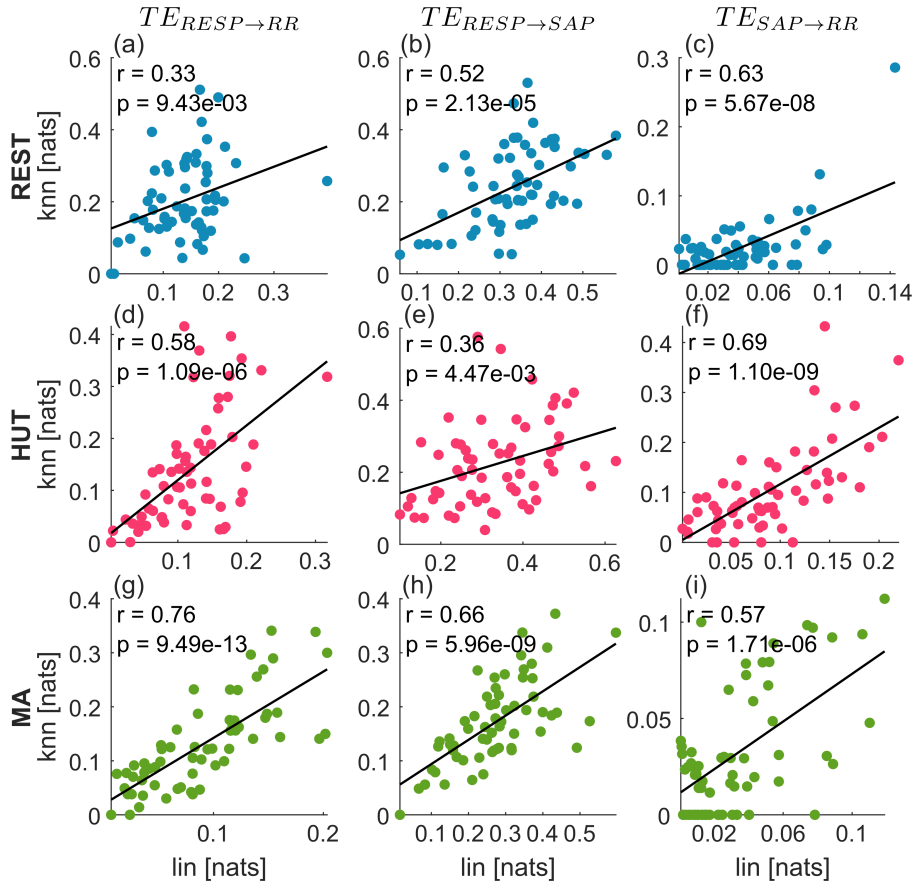 TE_{RESP→RR} TE_{RESP→SAP} TE_{SAP→RR}
(a) (b) (c)
REST
knn [nats]
0.6
0.4
0.2
0
r = 0.33
p = 9.43e-03
0.1 0.2 0.3
0.6
0.4
0.2
0
r = 0.52
p = 2.13e-05
0.1 0.2 0.3 0.4 0.5
0.3
0.2
0.1
0
r = 0.63
p = 5.67e-08
0.02 0.06 0.1 0.14
(d) (e) (f)
HUT
knn [nats]
0.4
0.3
0.2
0.1
0
r = 0.58
p = 1.09e-06
0.1 0.2 0.3
0.6
0.4
0.2
0
r = 0.36
p = 4.47e-03
0.2 0.4 0.6
0.4
0.3
0.2
0.1
0
r = 0.69
p = 1.10e-09
0.05 0.1 0.15 0.2
(g) (h) (i)
MA
knn [nats]
0.4
0.3
0.2
0.1
0
r = 0.76
p = 9.49e-13
0.1 0.2
lin [nats]
0.4
0.3
0.2
0.1
0
r = 0.66
p = 5.96e-09
0.1 0.2 0.3 0.4 0.5
lin [nats]
0.1
0.05
0
r = 0.57
p = 1.71e-06
0.02 0.06 0.1
lin [nats]